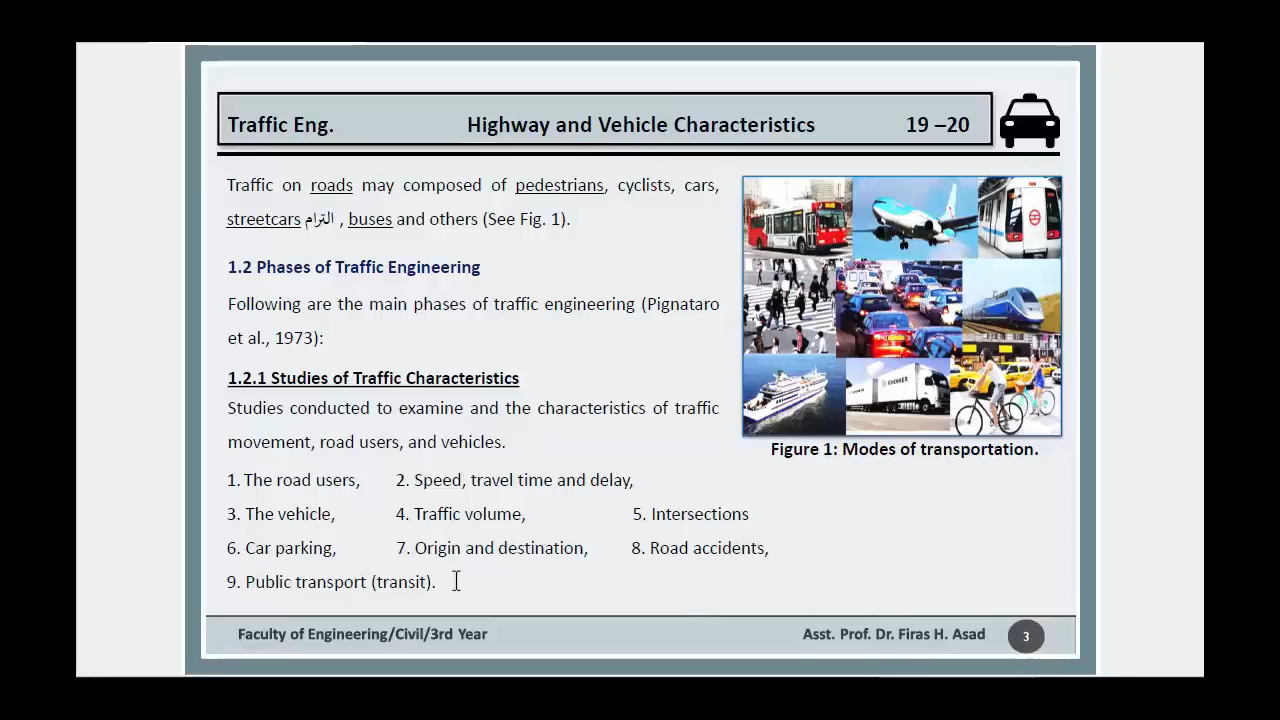 Traffic Eng. Highway and Vehicle Characteristics 19 –20
Traffic on roads may composed of pedestrians, cyclists, cars,
streetcars الترام , buses and others (See Fig. 1).
1.2 Phases of Traffic Engineering
Following are the main phases of traffic engineering (Pignataro
et al., 1973):
1.2.1 Studies of Traffic Characteristics
Studies conducted to examine and the characteristics of traffic
movement, road users, and vehicles.
1. The road users, 2. Speed, travel time and delay,
3. The vehicle, 4. Traffic volume, 5. Intersections
6. Car parking, 7. Origin and destination, 8. Road accidents,
9. Public transport (transit).
SCHENKER
Figure 1: Modes of transportation.
Faculty of Engineering/Civil/3rd Year Asst. Prof. Dr. Firas H. Asad 3